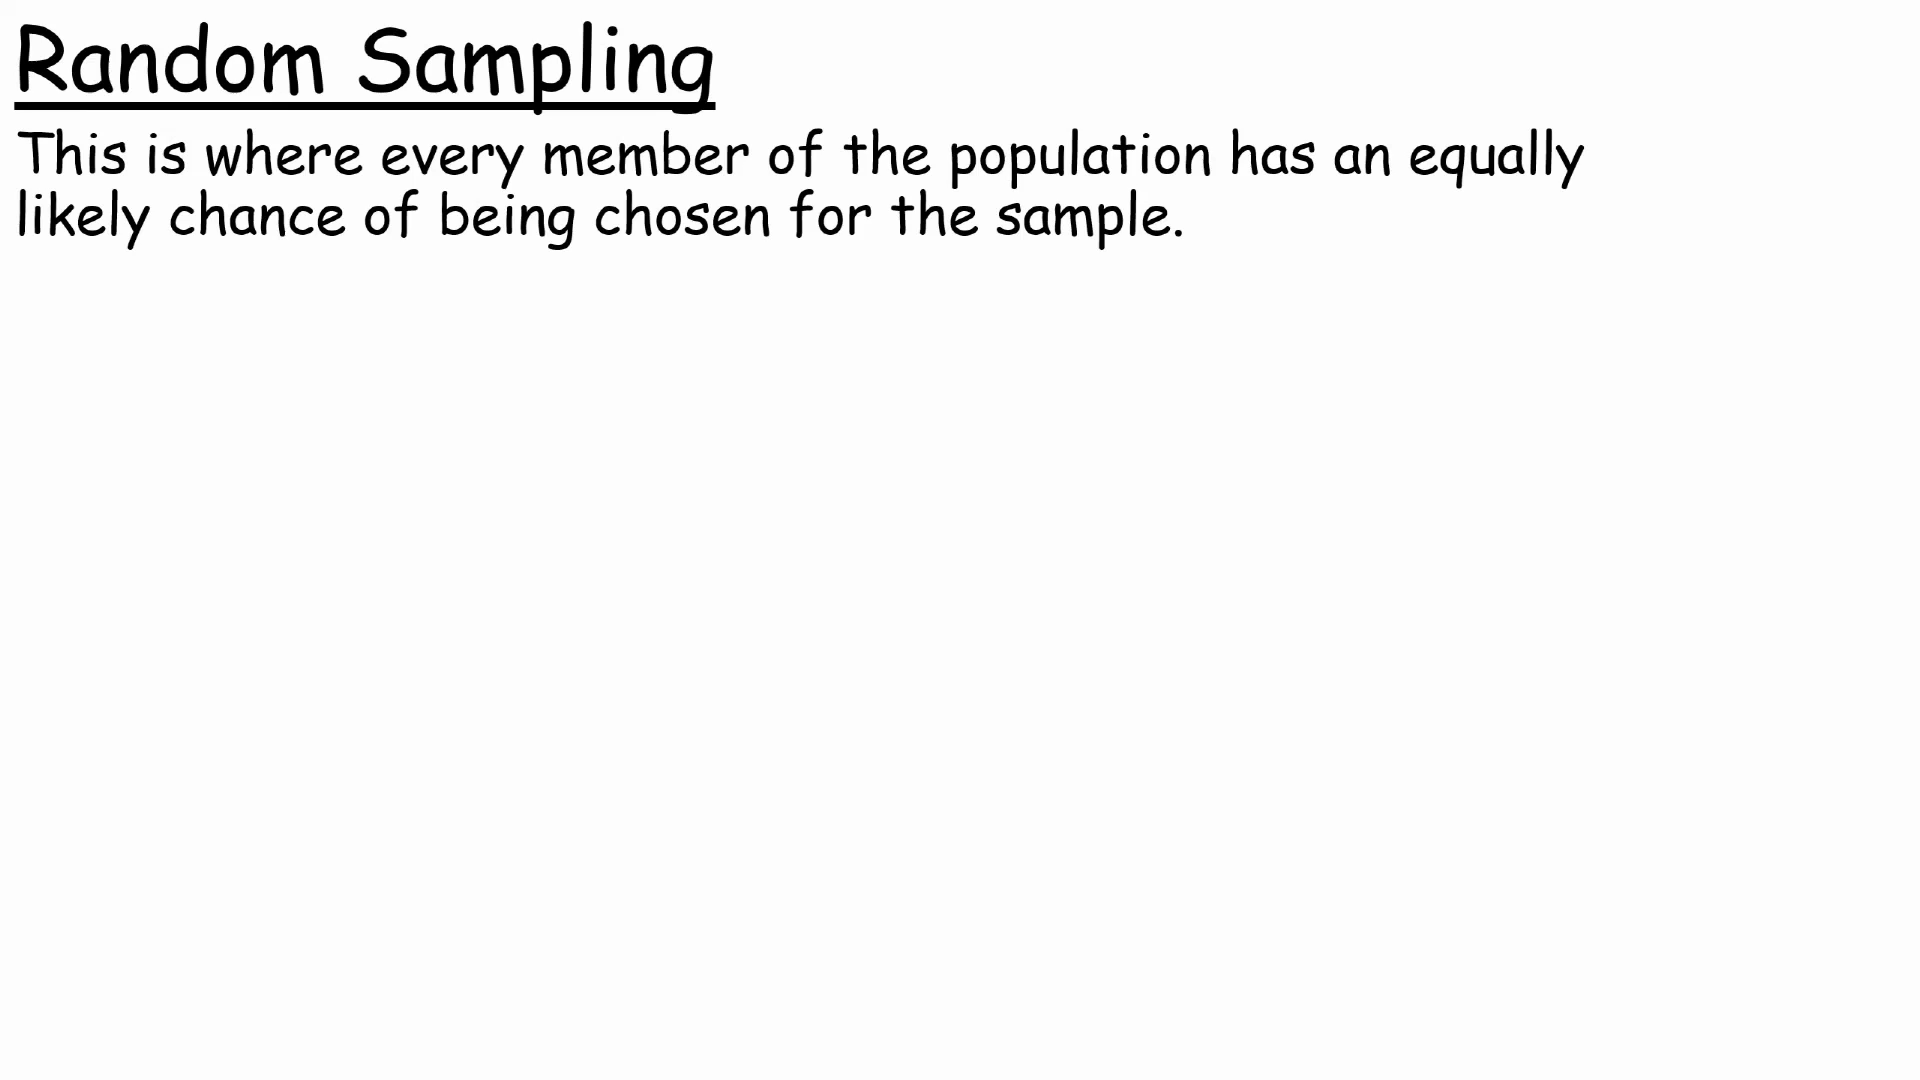 Random Sampling
This is where every member of the population has an equally
likely chance of being chosen for the sample.